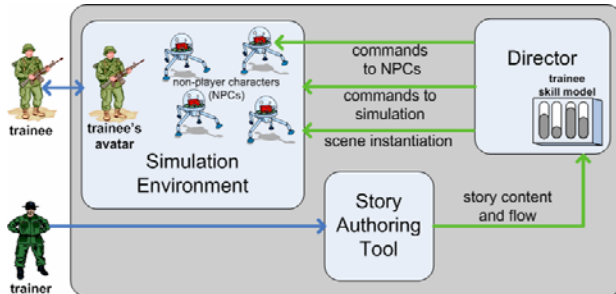 trainee
trainee's
avatar
non-player characters
(NPCs)
Simulation
Environment
commands
to NPCs
commands to
simulation
scene instantiation
Director
trainee
skill model
trainer
Story
Authoring
Tool
story content
and flow